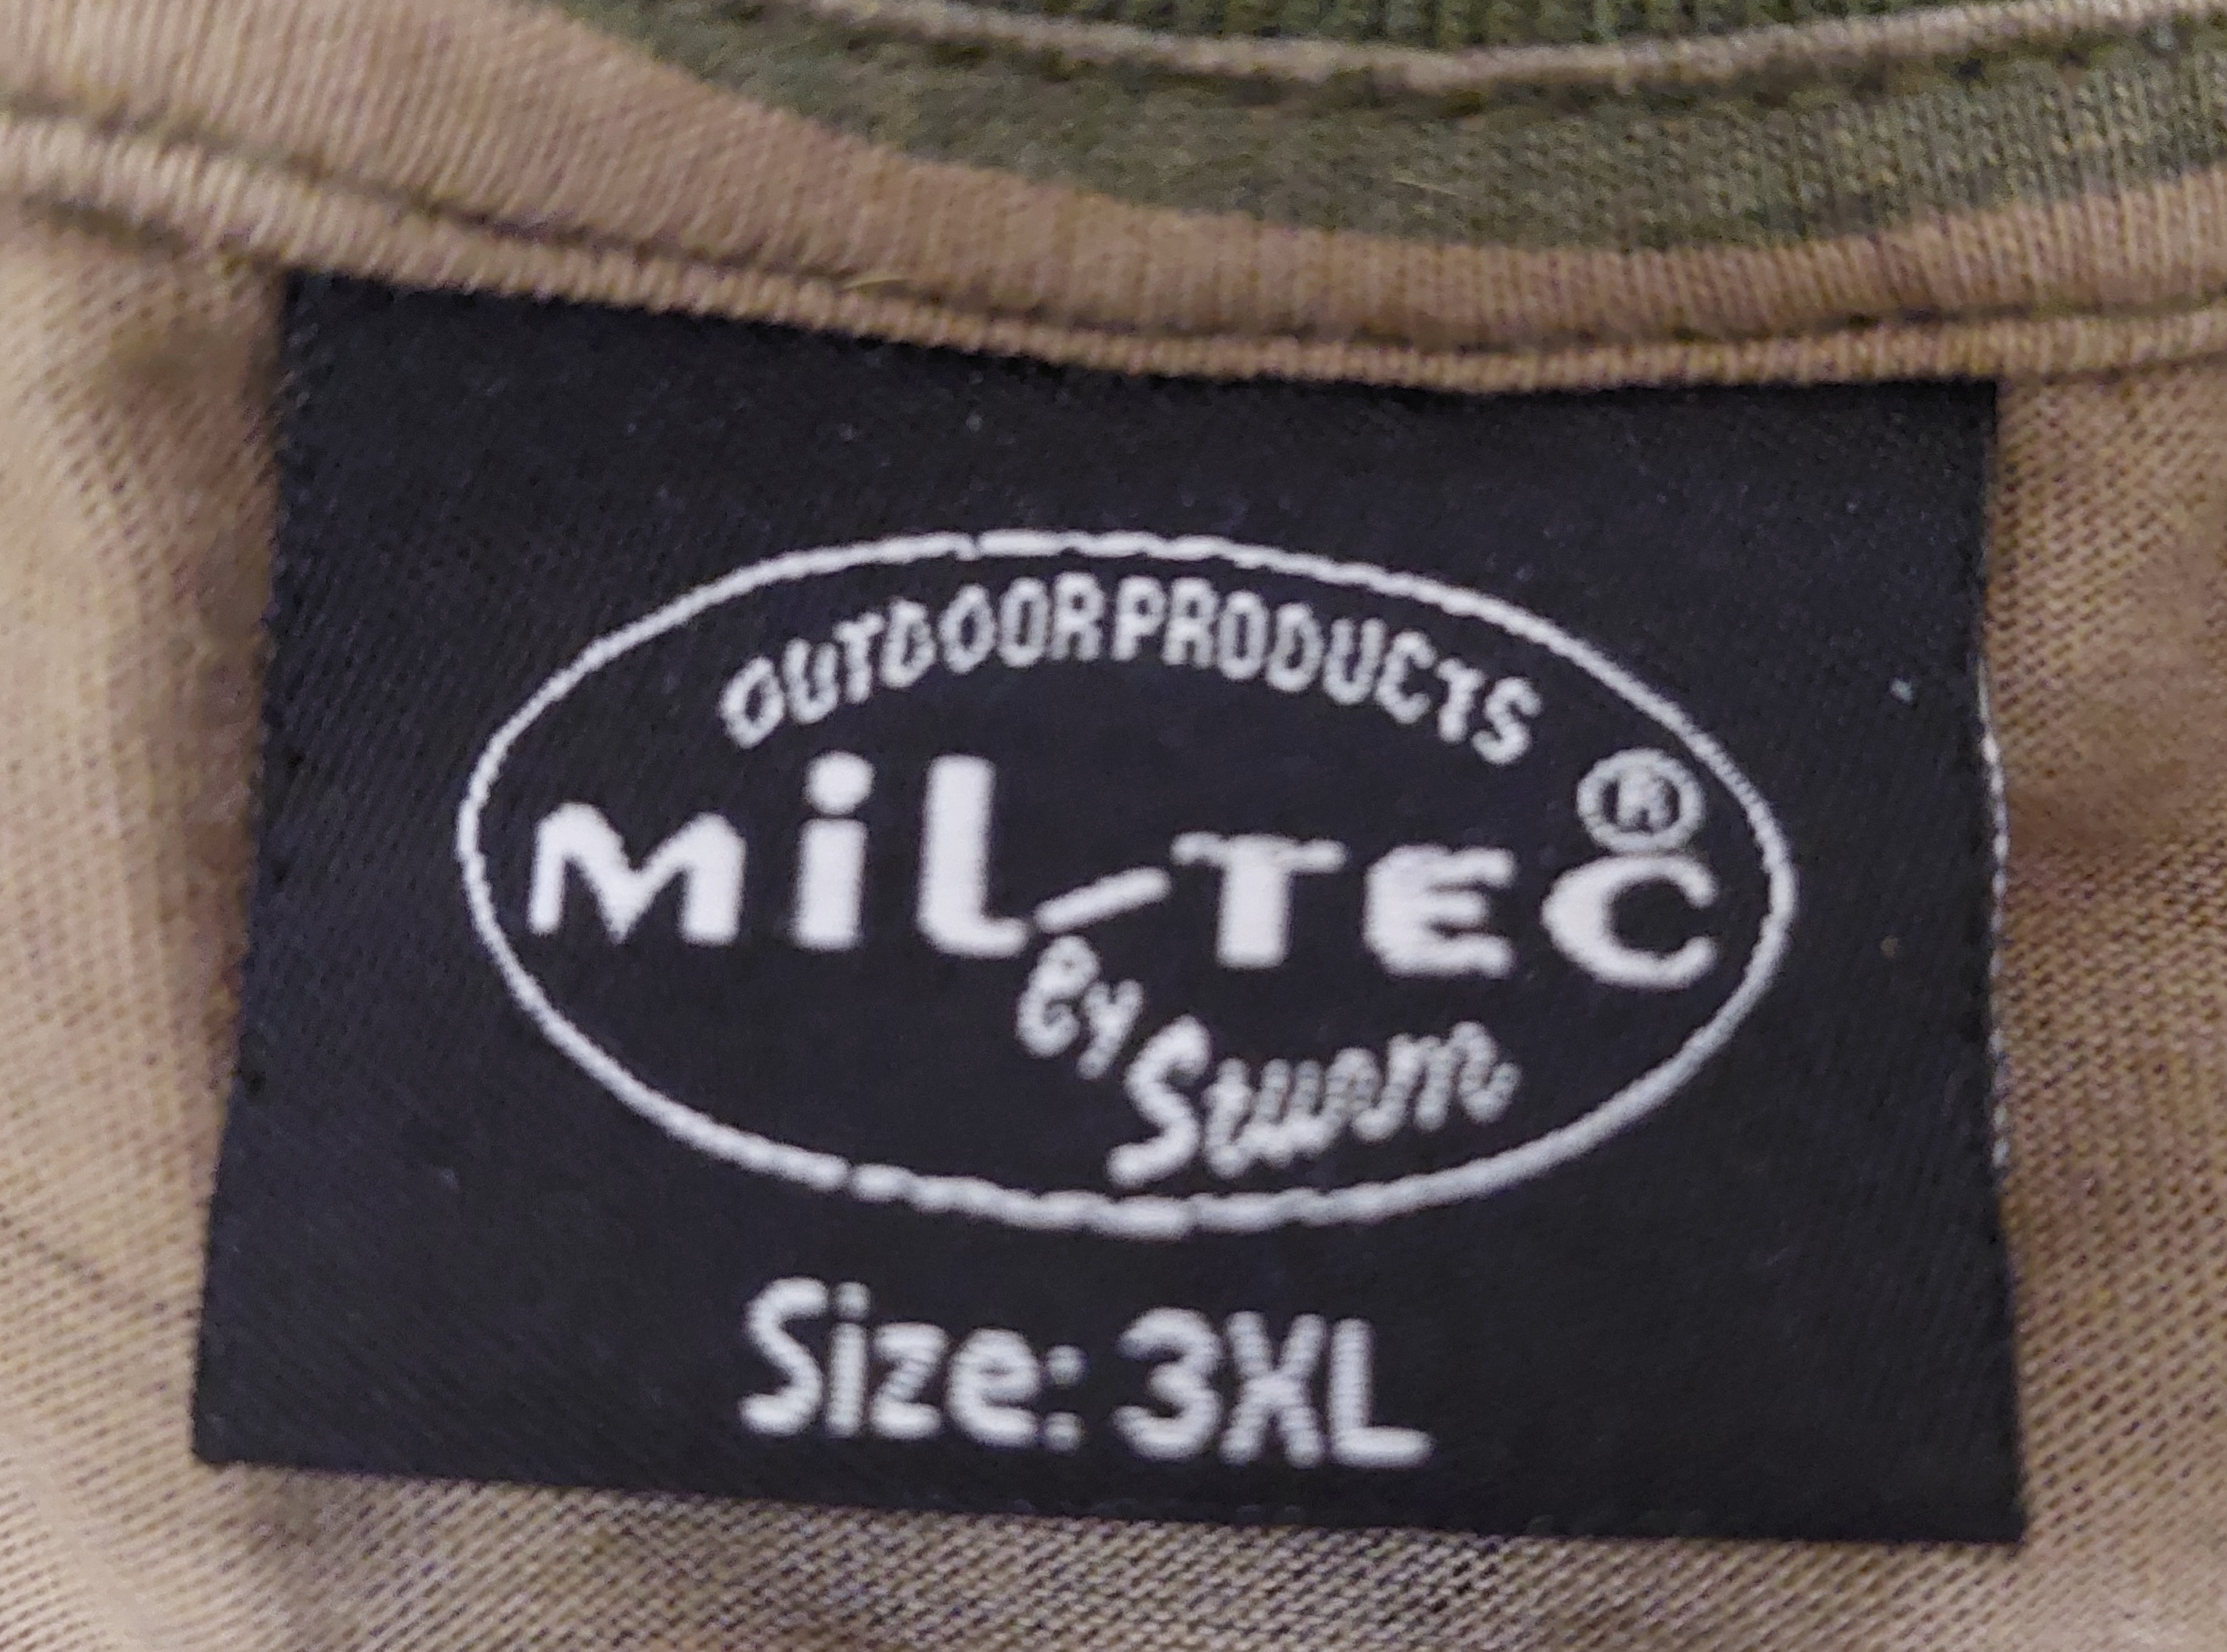 OUTDOOR PRODUCTS
MiL-TEC ®
BY Sturm
Size: 3XL